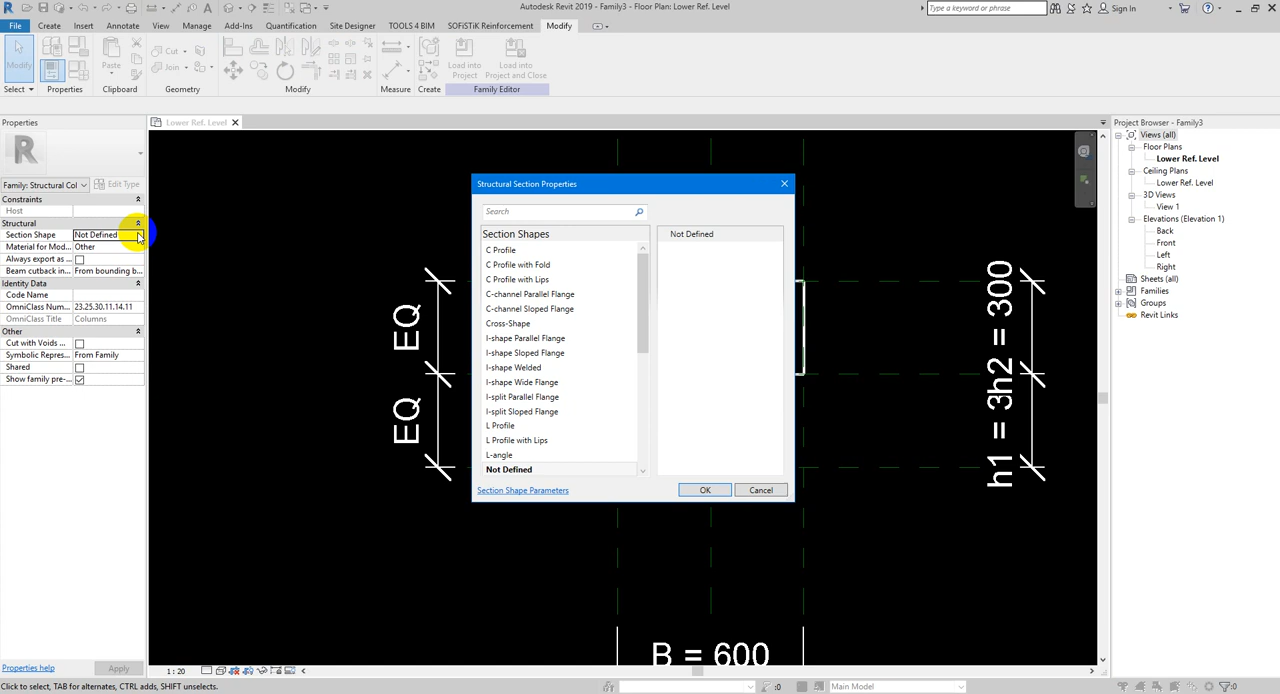 Autodesk Revit 2019 - Family3 - Floor Plan: Lower Ref. Level
Type a keyword or phrase
Sign In
File Create Insert Annotate View Manage Add-Ins Quantification Site Designer TOOLS 4 BIM SOFiSTiK Reinforcement Modify
Modify
Paste
Cut
Join
Load into
Project
Load into
Project and Close
Select Properties Clipboard Geometry Modify Measure Create Family Editor
Properties
R
Family: Structural Col
Edit Type
Constraints
Host
Structural
Section Shape Not Defined
Material for Mod... Other
Always export as ...
Beam cutback in... From bounding b...
Identity Data
Code Name
OmniClass Num... 23.25.30.11.14.11
OmniClass Title Columns
Other
Cut with Voids ...
Symbolic Repres... From Family
Shared
Show family pre-...
Properties help
Apply
Lower Ref. Level
EQ
EQ
h1 = 3h2 = 300
B = 600
Structural Section Properties
Search
Section Shapes
C Profile
C Profile with Fold
C Profile with Lips
C-channel Parallel Flange
C-channel Sloped Flange
Cross-Shape
I-shape Parallel Flange
I-shape Sloped Flange
I-shape Welded
I-shape Wide Flange
I-split Parallel Flange
I-split Sloped Flange
L Profile
L Profile with Lips
L-angle
Not Defined
Not Defined
Section Shape Parameters
OK
Cancel
Project Browser - Family3
Views (all)
Floor Plans
Lower Ref. Level
Ceiling Plans
Lower Ref. Level
3D Views
View 1
Elevations (Elevation 1)
Back
Front
Left
Right
Sheets (all)
Families
Groups
Revit Links
1 : 20
Click to select, TAB for alternates, CTRL adds, SHIFT unselects.
:0
Main Model
:0